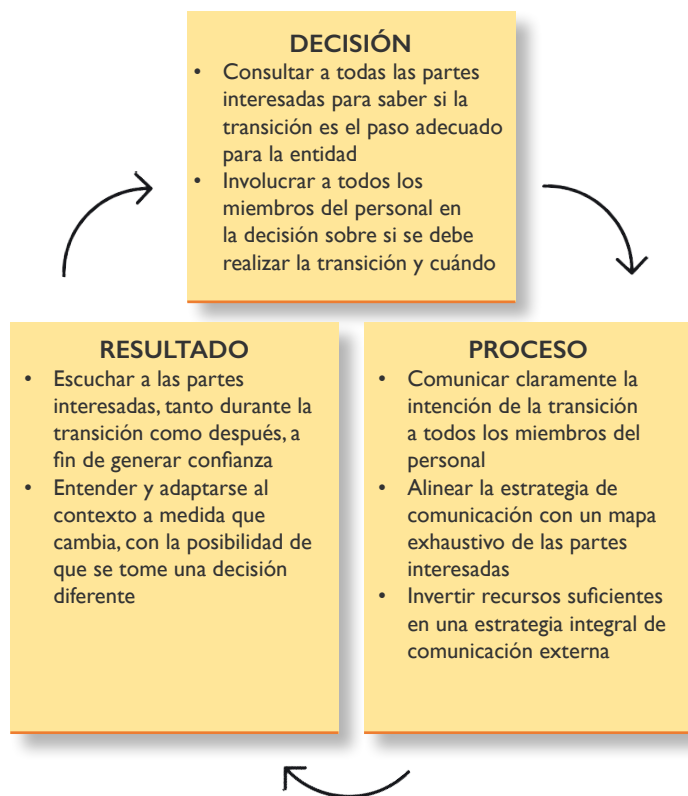 DECISIÓN
• Consultar a todas las partes
interesadas para saber si la
transición es el paso adecuado
para la entidad
• Involucrar a todos los
miembros del personal en
la decisión sobre si se debe
realizar la transición y cuándo
RESULTADO
• Escuchar a las partes
interesadas, tanto durante la
transición como después, a
fin de generar confianza
• Entender y adaptarse al
contexto a medida que
cambia, con la posibilidad de
que se tome una decisión
diferente
PROCESO
• Comunicar claramente la
intención de la transición
a todos los miembros del
personal
• Alinear la estrategia de
comunicación con un mapa
exhaustivo de las partes
interesadas
• Invertir recursos suficientes
en una estrategia integral de
comunicación externa